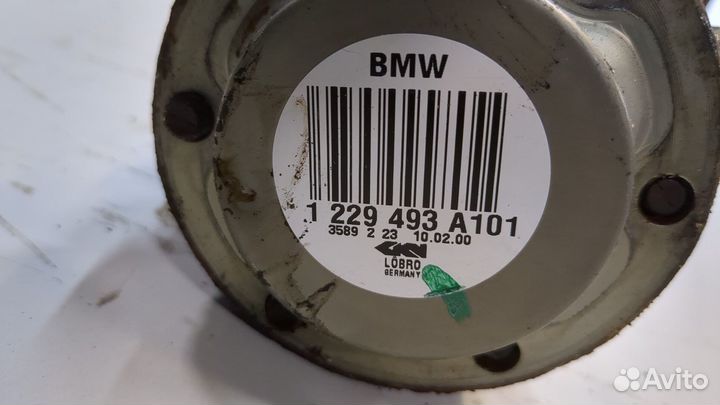 BMW
1 229 493 A101
3589 2 23 10.02.00
GKN
LÖBRO
GERMANY
Avito